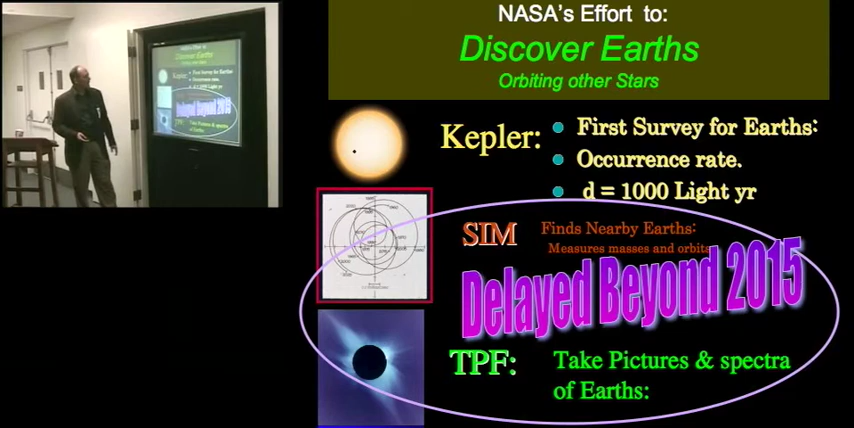 NASA's Effort to:
Discover Earths
Orbiting other Stars
Kepler:
First Survey for Earths:
Occurrence rate.
d = 1000 Light yr
SIM
Finds Nearby Earths:
Measures masses and orbits
Delayed Beyond 2015
TPF:
Take Pictures & spectra
of Earths: